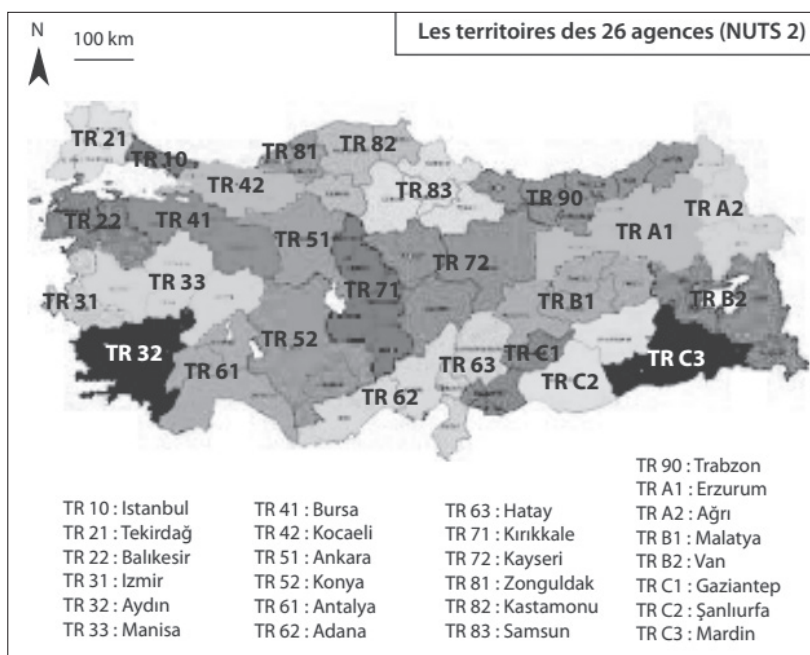 Les territoires des 26 agences (NUTS 2)
N
100 km
TR 21
TR 10
TR 81
TR 82
TR 42
TR 83
TR 90
TR A2
TR 22
TR 41
TR A1
TR 51
TR 72
TR 33
TR 71
TR 31
TR B1
TR B2
TR 32
TR 52
TR 61
TR 63
TR C1
TR C3
TR C2
TR 62
TR 10 : Istanbul
TR 21 : Tekirdağ
TR 22 : Balıkesir
TR 31 : Izmir
TR 32 : Aydın
TR 33 : Manisa
TR 41 : Bursa
TR 42 : Kocaeli
TR 51 : Ankara
TR 52 : Konya
TR 61 : Antalya
TR 62 : Adana
TR 63 : Hatay
TR 71 : Kırıkkale
TR 72 : Kayseri
TR 81 : Zonguldak
TR 82 : Kastamonu
TR 83 : Samsun
TR 90 : Trabzon
TR A1 : Erzurum
TR A2 : Ağrı
TR B1 : Malatya
TR B2 : Van
TR C1 : Gaziantep
TR C2 : Şanlıurfa
TR C3 : Mardin